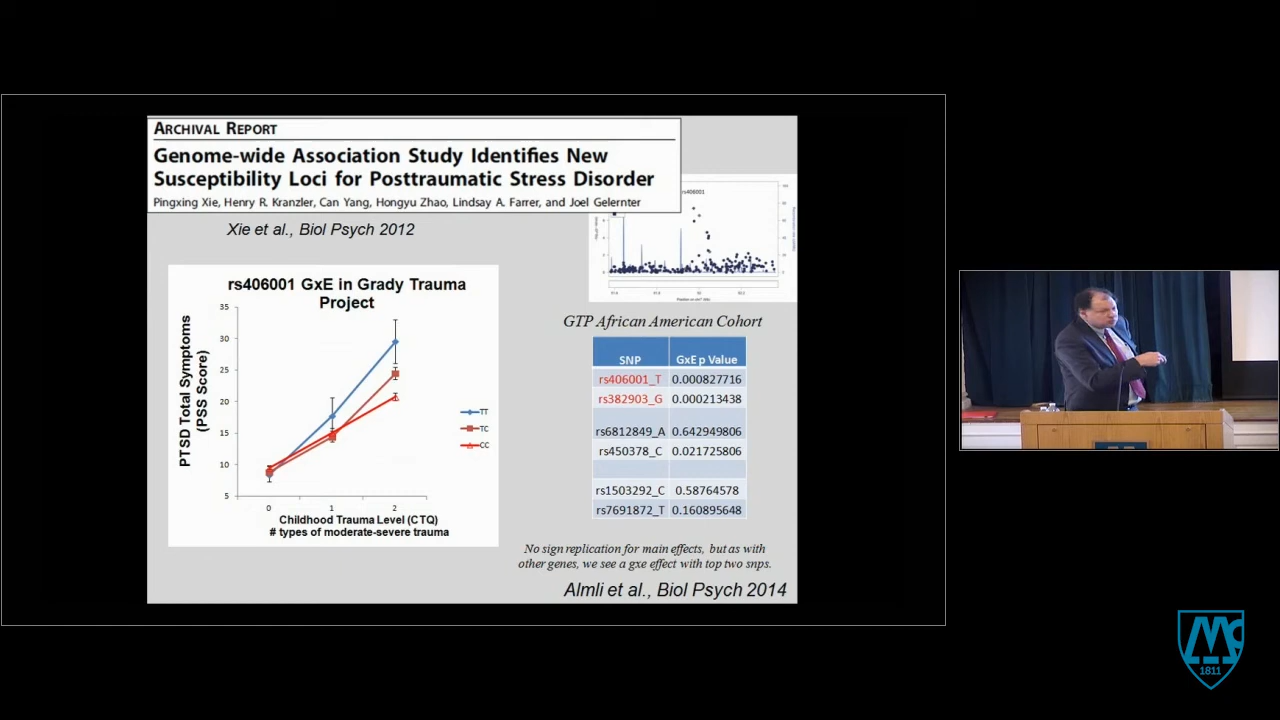 ARCHIVAL REPORT
Genome-wide Association Study Identifies New
Susceptibility Loci for Posttraumatic Stress Disorder
Pingxing Xie, Henry R. Kranzler, Can Yang, Hongyu Zhao, Lindsay A. Farrer, and Joel Gelernter
Xie et al., Biol Psych 2012
rs406001
rs406001 GxE in Grady Trauma
Project
PTSD Total Symptoms
(PSS Score)
35
30
25
20
15
10
5
0
1
2
TT
TC
CC
Childhood Trauma Level (CTQ)
# types of moderate-severe trauma
GTP African American Cohort
SNP GxE p Value
rs406001_T 0.000827716
rs382903_G 0.000213438
rs6812849_A 0.642949806
rs450378_C 0.021725806
rs1503292_C 0.58764578
rs7691872_T 0.160895648
No sign replication for main effects, but as with
other genes, we see a gxe effect with top two snps.
Almli et al., Biol Psych 2014
1811